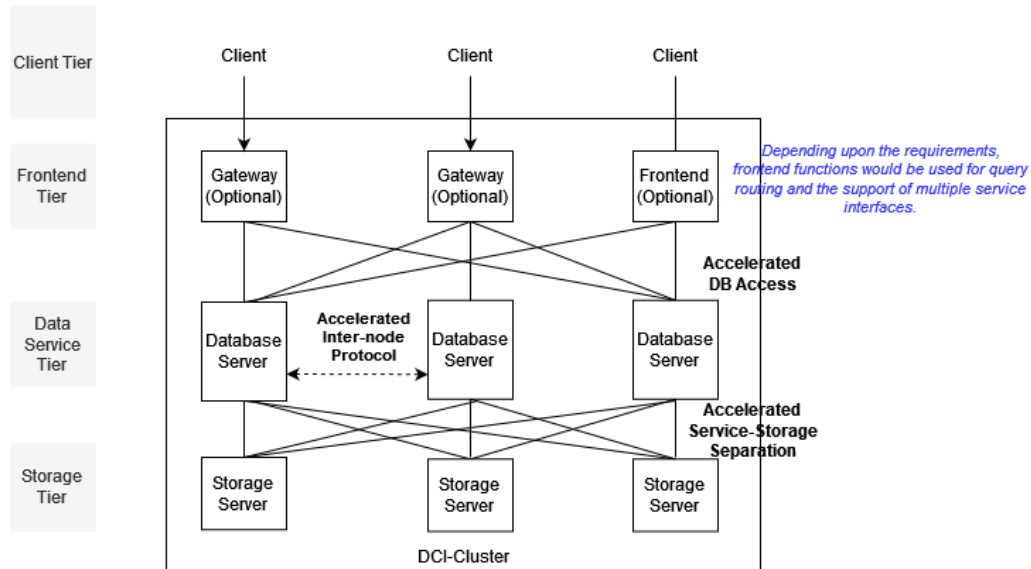 Client Tier
Client
Client
Client
Frontend
Tier
Gateway
(Optional)
Gateway
(Optional)
Frontend
(Optional)
Depending upon the requirements,
frontend functions would be used for query
routing and the support of multiple service
interfaces.
Accelerated
DB Access
Data
Service
Tier
Database
Server
Accelerated
Inter-node
Protocol
Database
Server
Database
Server
Accelerated
Service-Storage
Separation
Storage
Tier
Storage
Server
Storage
Server
Storage
Server
DCI-Cluster